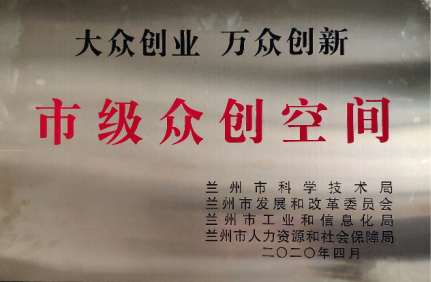 大众创业 万众创新
市级众创空间
兰州市科学技术局
兰州市发展和改革委员会
兰州市工业和信息化局
兰州市人力资源和社会保障局
二〇二〇年四月